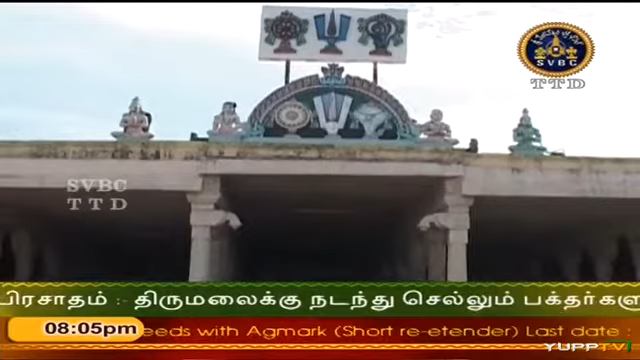 SVBC
TTD
SVBC
TTD
பிரசாதம் : திருமலைக்கு நடந்து செல்லும் பக்தர்கள
08:05pm eeds with Agmark (Short re-etender) Last date :
YUPPTV